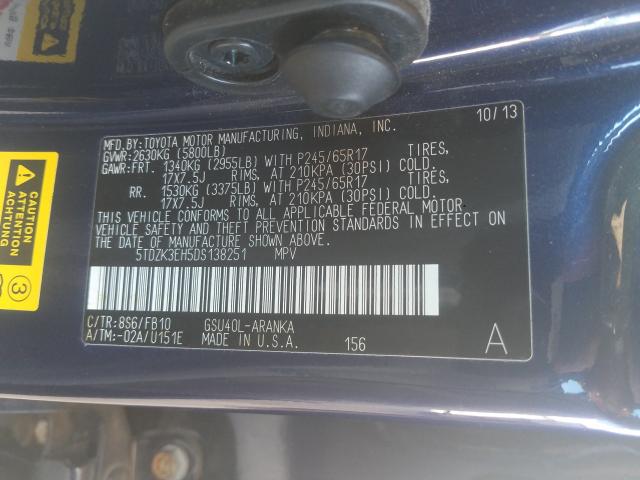 10/13
MFD.BY:TOYOTA MOTOR MANUFACTURING, INDIANA, INC.
GVWR:2630KG (5800LB)
GAWR:FRT. 1340KG (2955LB) WITH P245/65R17 TIRES,
17X7.5J RIMS, AT 210KPA (30PSI) COLD.
RR. 1530KG (3375LB) WITH P245/65R17 TIRES,
17X7.5J RIMS, AT 210KPA (30PSI) COLD.
THIS VEHICLE CONFORMS TO ALL APPLICABLE FEDERAL MOTOR
VEHICLE SAFETY AND THEFT PREVENTION STANDARDS IN EFFECT
ON THE DATE OF MANUFACTURE SHOWN ABOVE.
5TDZK3EH5DS138251 MPV
C/TR:8S6/FB10 GSU40L-ARANKA
A/TM:-02A/U151E MADE IN U.S.A. 156 A
CAUTION
ATTENTION
ACHTUNG
3